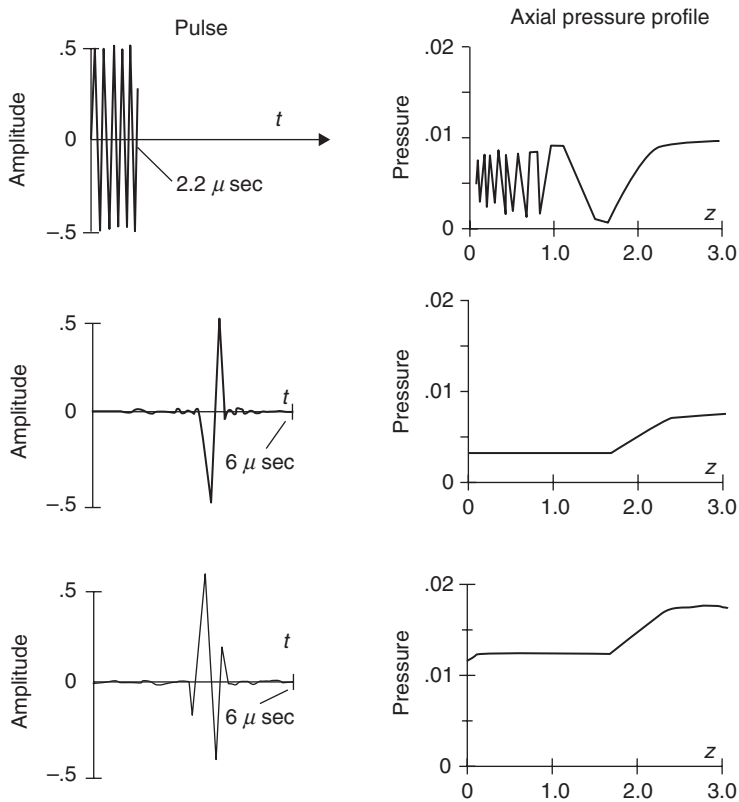 Pulse
Axial pressure profile
.5
0
–.5
Amplitude
t
2.2 μ sec
.02
.01
0
Pressure
z
0 1.0 2.0 3.0
.5
0
–.5
Amplitude
t
6 μ sec
.02
.01
0
Pressure
z
0 1.0 2.0 3.0
.5
0
–.5
Amplitude
t
6 μ sec
.02
.01
0
Pressure
z
0 1.0 2.0 3.0